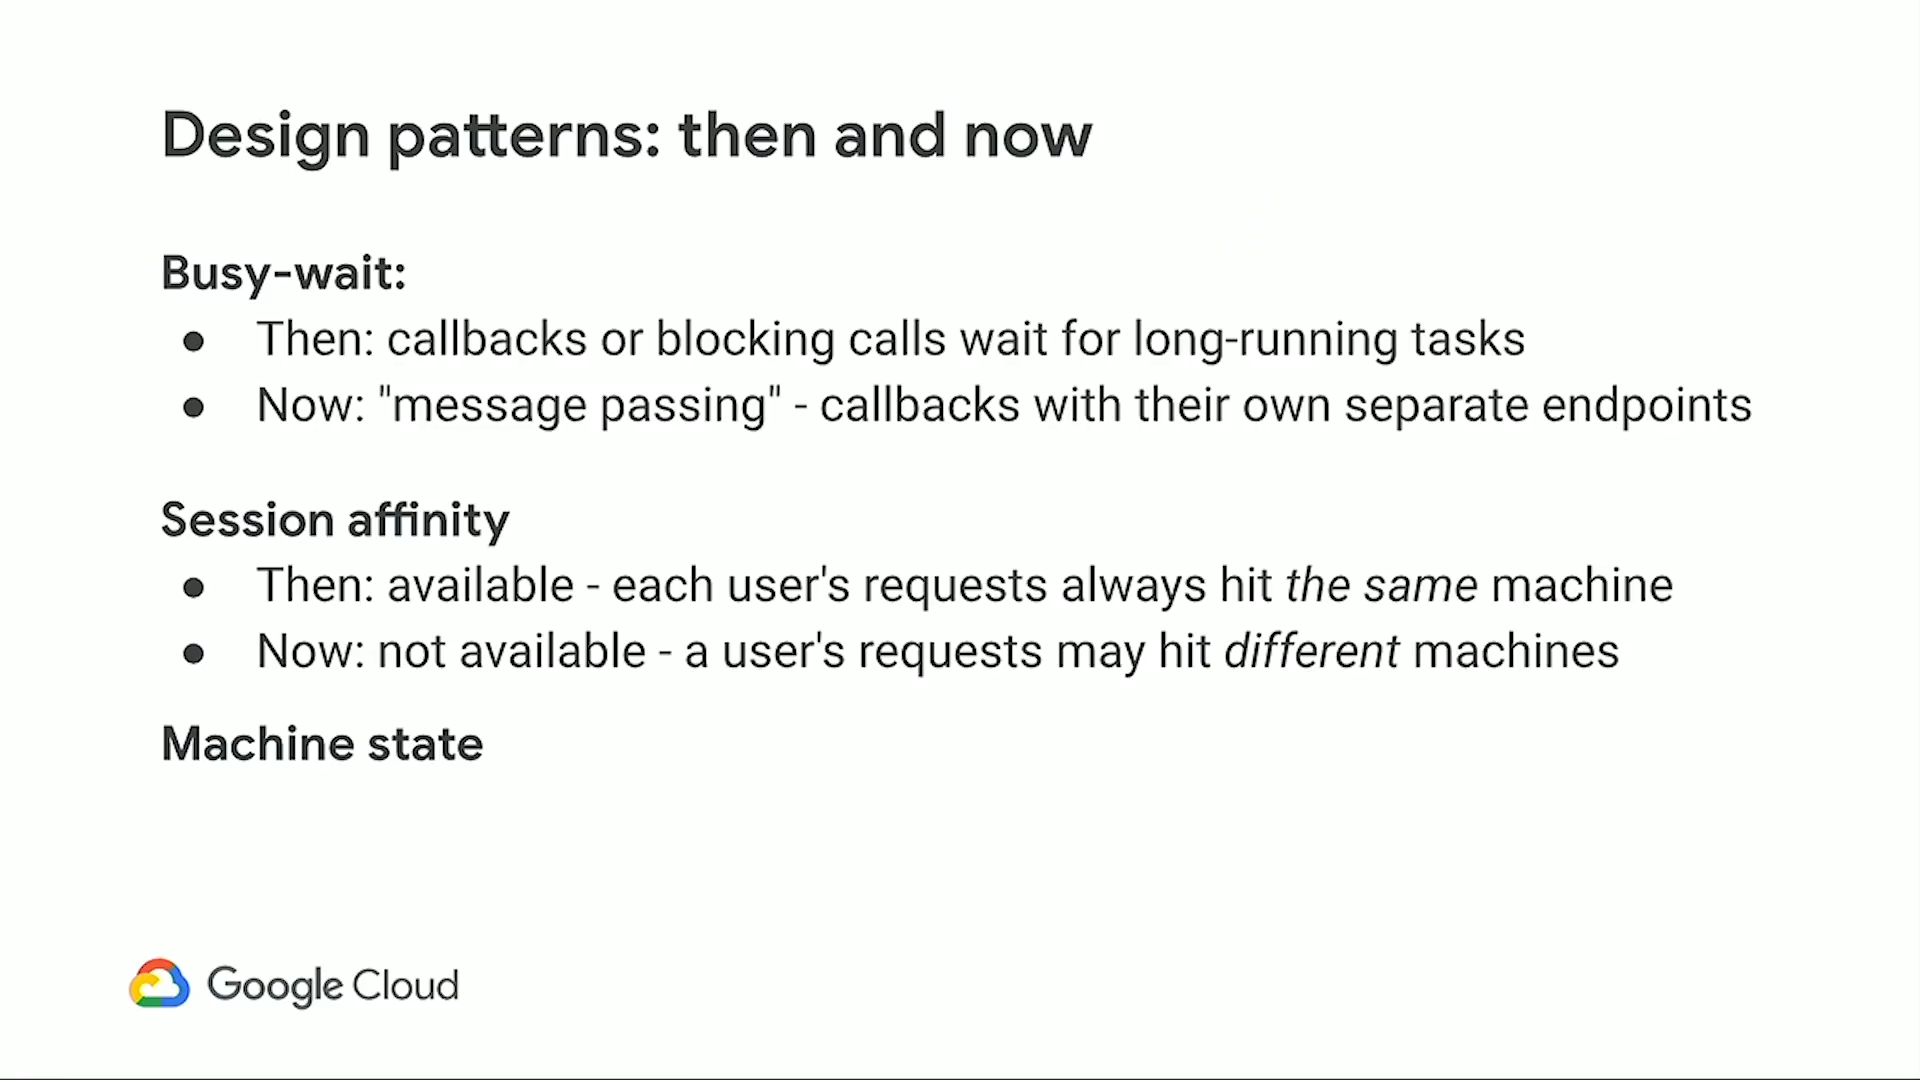 Design patterns: then and now
Busy-wait:
● Then: callbacks or blocking calls wait for long-running tasks
● Now: "message passing" - callbacks with their own separate endpoints
Session affinity
● Then: available - each user's requests always hit the same machine
● Now: not available - a user's requests may hit different machines
Machine state
Google Cloud